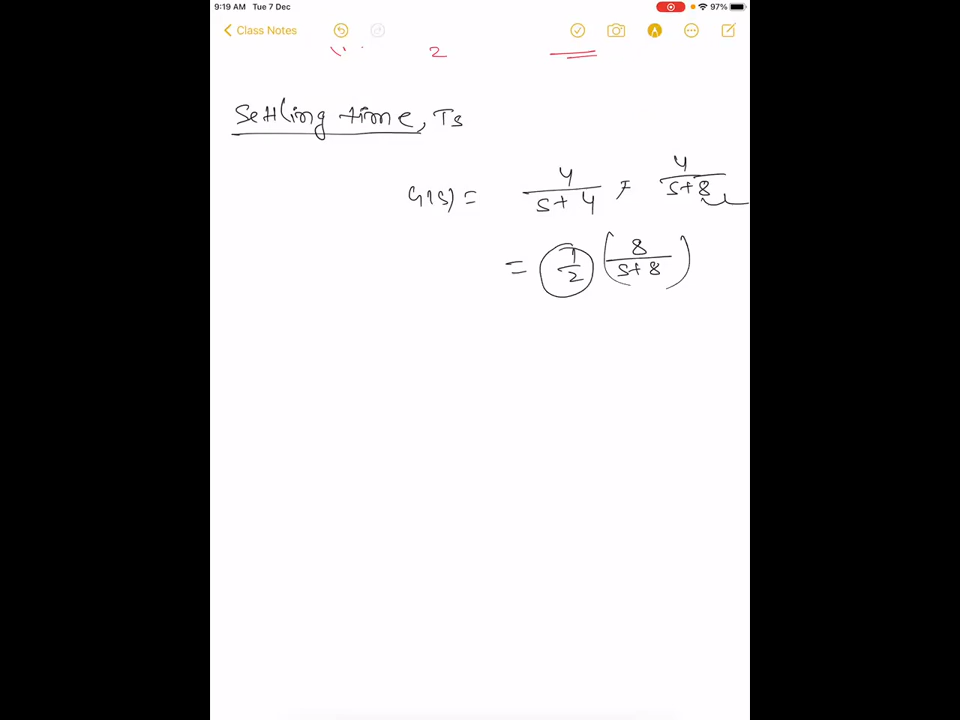 9:19 AM Tue 7 Dec 97%
Class Notes
2
Settling time, Ts
G(s) = 4/(s+4) , 4/(s+8)
= 1/2 (8/(s+8))